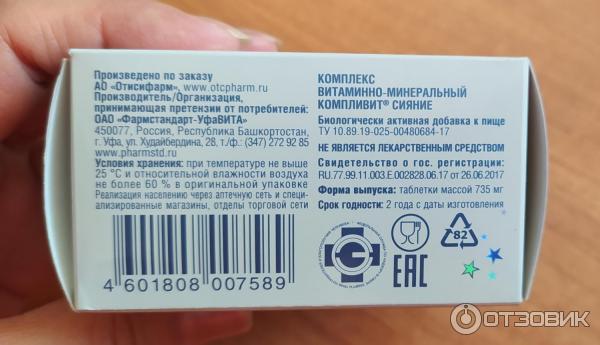 Произведено по заказу
АО «Отисифарм», www.otcpharm.ru
Производитель/Организация,
принимающая претензии от потребителей:
ОАО «Фармстандарт-УфаВИТА»
450077, Россия, Республика Башкортостан,
г. Уфа, ул. Худайбердина, 28, т./ф.: (347) 272 92 85
www.pharmstd.ru
Условия хранения: при температуре не выше
25 °С и относительной влажности воздуха
не более 60 % в оригинальной упаковке
Реализация населению через аптечную сеть и специ-
ализированные магазины, отделы торговой сети
4 601808 007589
КОМПЛЕКС
ВИТАМИННО-МИНЕРАЛЬНЫЙ
КОМПЛИВИТ® СИЯНИЕ
Биологически активная добавка к пище
ТУ 10.89.19-025-00480684-17
НЕ ЯВЛЯЕТСЯ ЛЕКАРСТВЕННЫМ СРЕДСТВОМ
Свидетельство о гос. регистрации:
RU.77.99.11.003.Е.002828.06.17 от 26.06.2017
Форма выпуска: таблетки массой 735 мг
Срок годности: 2 года с даты изготовления
82
ЕАС
ОТЗОВИК